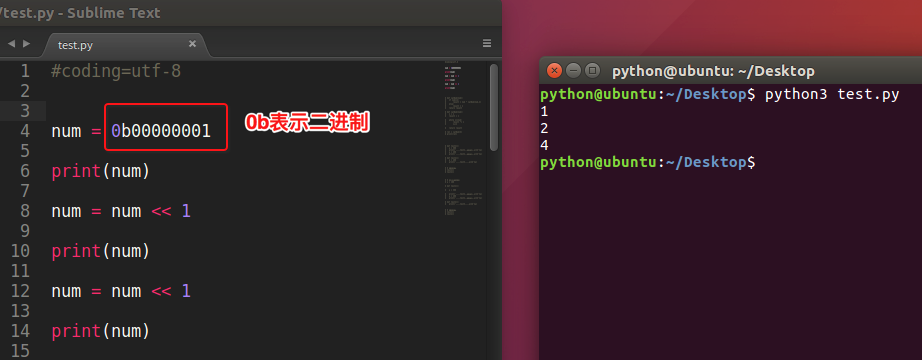 /test.py - Sublime Text
test.py
1 #coding=utf-8
2
3
4 num = 0b00000001
0b表示二进制
5
6 print(num)
7
8 num = num << 1
9
10 print(num)
11
12 num = num << 1
13
14 print(num)
15
python@ubuntu: ~/Desktop
python@ubuntu:~/Desktop$ python3 test.py
1
2
4
python@ubuntu:~/Desktop$